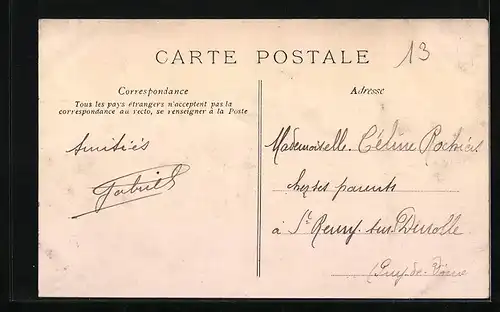 CARTE POSTALE
13
Correspondance
Tous les pays étrangers n'acceptent pas la
correspondance au recto, se renseigner à la Poste
Amitiés
Gabriel
Adresse
Mademoiselle Céline
chez ses parents
à St Remy sur Durolle
(Puy-de-Dôme